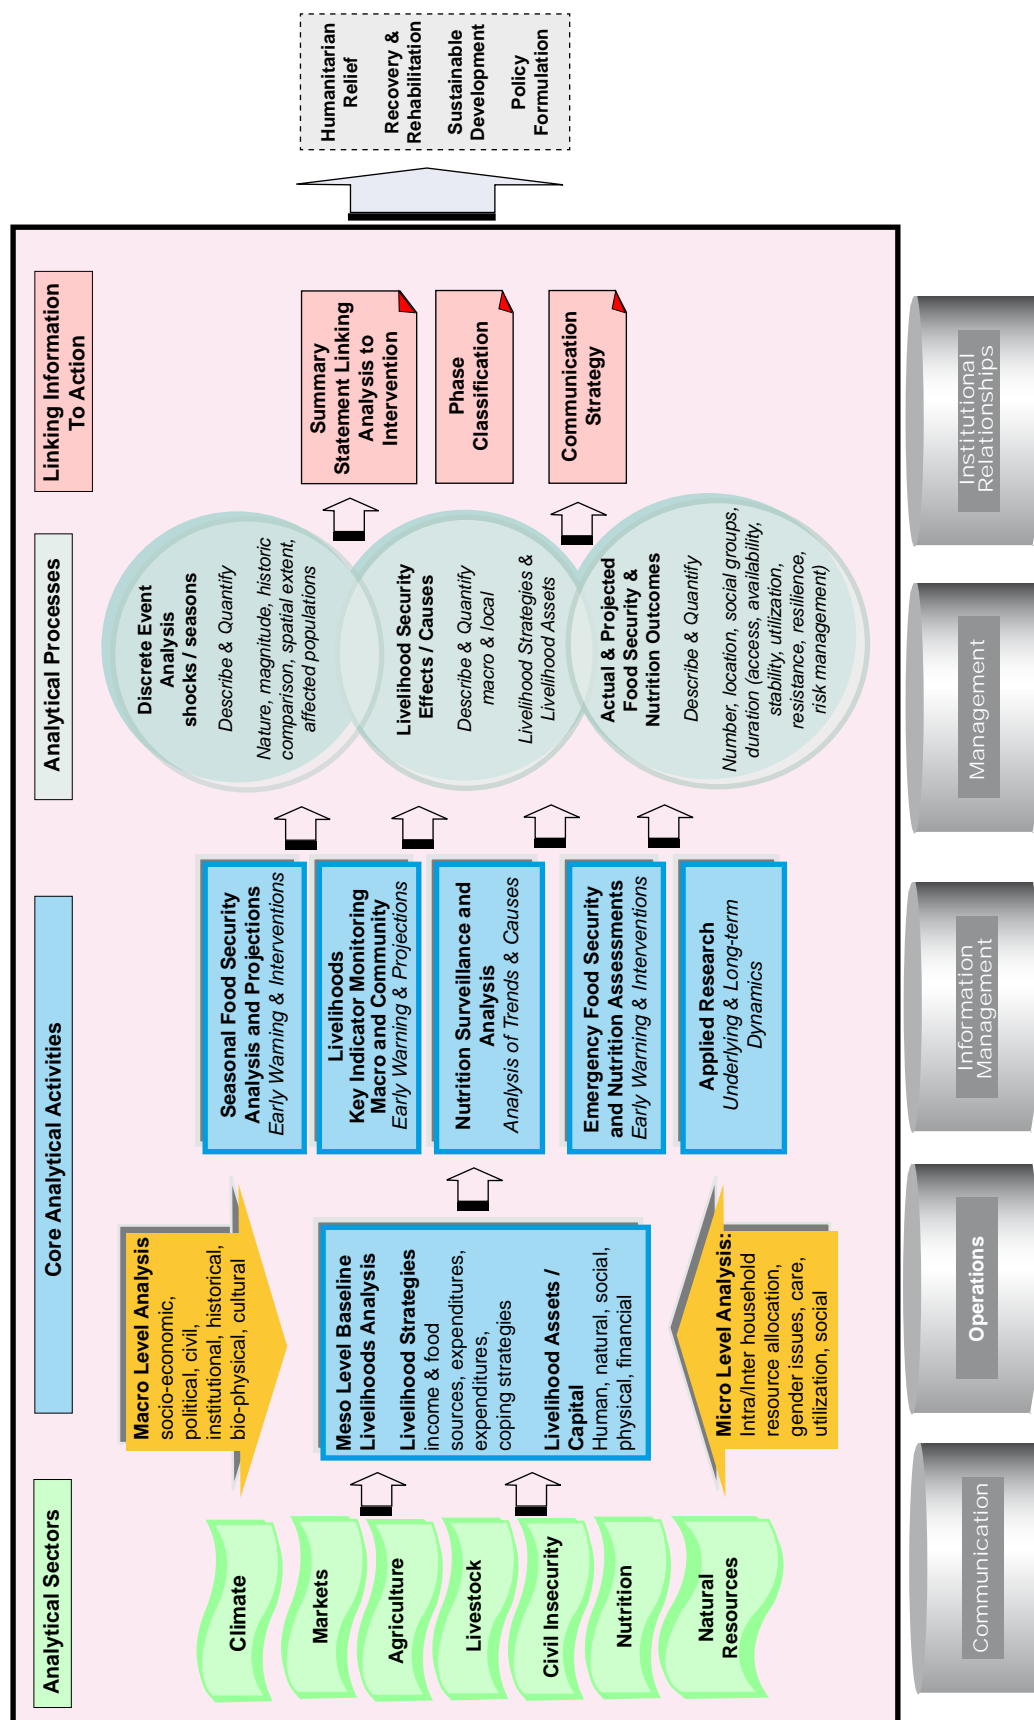 Analytical Sectors
Core Analytical Activities
Analytical Processes
Linking Information
To Action
Climate
Markets
Agriculture
Livestock
Civil Insecurity
Nutrition
Natural
Resources
Macro Level Analysis
socio-economic,
political, civil,
institutional, historical,
bio-physical, cultural
Meso Level Baseline
Livelihoods Analysis
Livelihood Strategies
income & food
sources, expenditures,
expenditures,
coping strategies
Livelihood Assets /
Capital
Human, natural, social,
physical, financial
Micro Level Analysis:
Intra/Inter household
resource allocation,
gender issues, care,
utilization, social
Seasonal Food Security
Analysis and Projections
Early Warning & Interventions
Livelihoods
Key Indicator Monitoring
Macro and Community
Early Warning & Projections
Nutrition Surveillance and
Analysis
Analysis of Trends & Causes
Emergency Food Security
and Nutrition Assessments
Early Warning & Interventions
Applied Research
Underlying & Long-term
Dynamics
Discrete Event
Analysis
shocks / seasons
Describe & Quantify
Nature, magnitude, historic
comparison, spatial extent,
affected populations
Livelihood Security
Effects / Causes
Describe & Quantify
macro & local
Livelihood Strategies &
Livelihood Assets
Actual & Projected
Food Security &
Nutrition Outcomes
Describe & Quantify
Number, location, social groups,
duration (access, availability,
stability, utilization,
resistance, resilience,
risk management)
Summary
Statement Linking
Analysis to
Intervention
Phase
Classification
Communication
Strategy
Humanitarian
Relief
Recovery &
Rehabilitation
Sustainable
Development
Policy
Formulation
Communication
Operations
Information
Management
Management
Institutional
Relationships